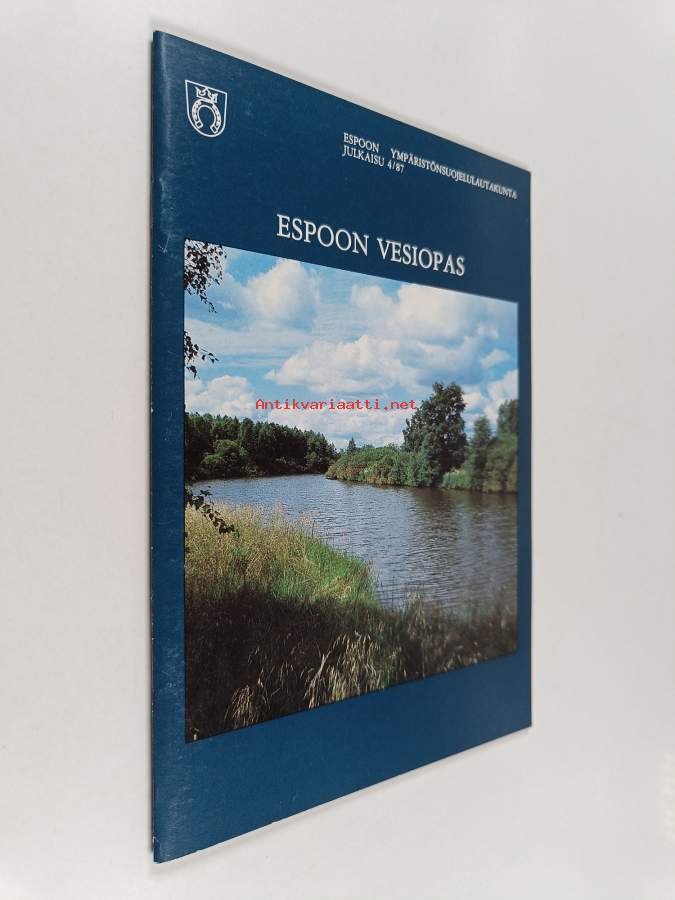 ESPOON YMPÄRISTÖNSUOJELULAUTAKUNTA
JULKAISU 4/87
ESPOON VESIOPAS
Antikvariaatti.net